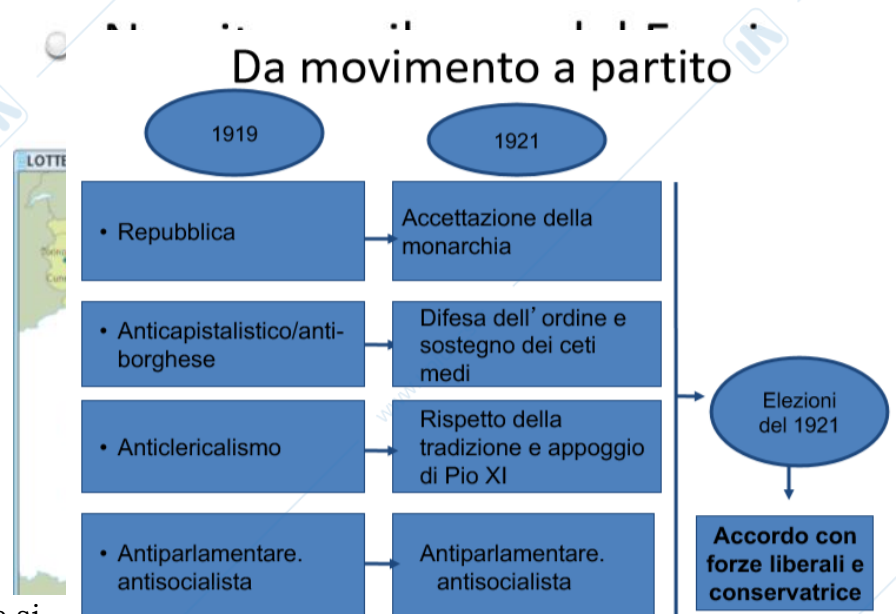 Da movimento a partito
1919
1921
LOTTE
• Repubblica
Accettazione della
monarchia
• Anticapistalistico/anti-
borghese
Difesa dell’ ordine e
sostegno dei ceti
medi
• Anticlericalismo
Rispetto della
tradizione e appoggio
di Pio XI
• Antiparlamentare.
antisocialista
Antiparlamentare.
antisocialista
Elezioni
del 1921
Accordo con
forze liberali e
conservatrice